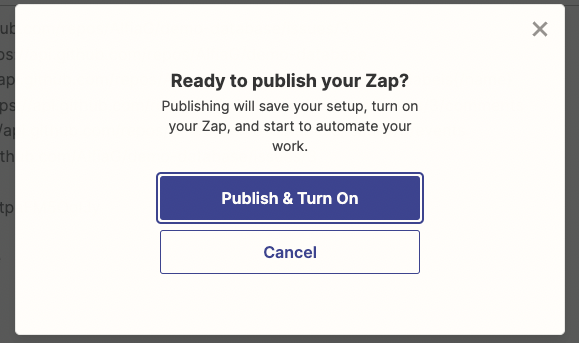 Ready to publish your Zap?
Publishing will save your setup, turn on
your Zap, and start to automate your
work.
Publish & Turn On
Cancel